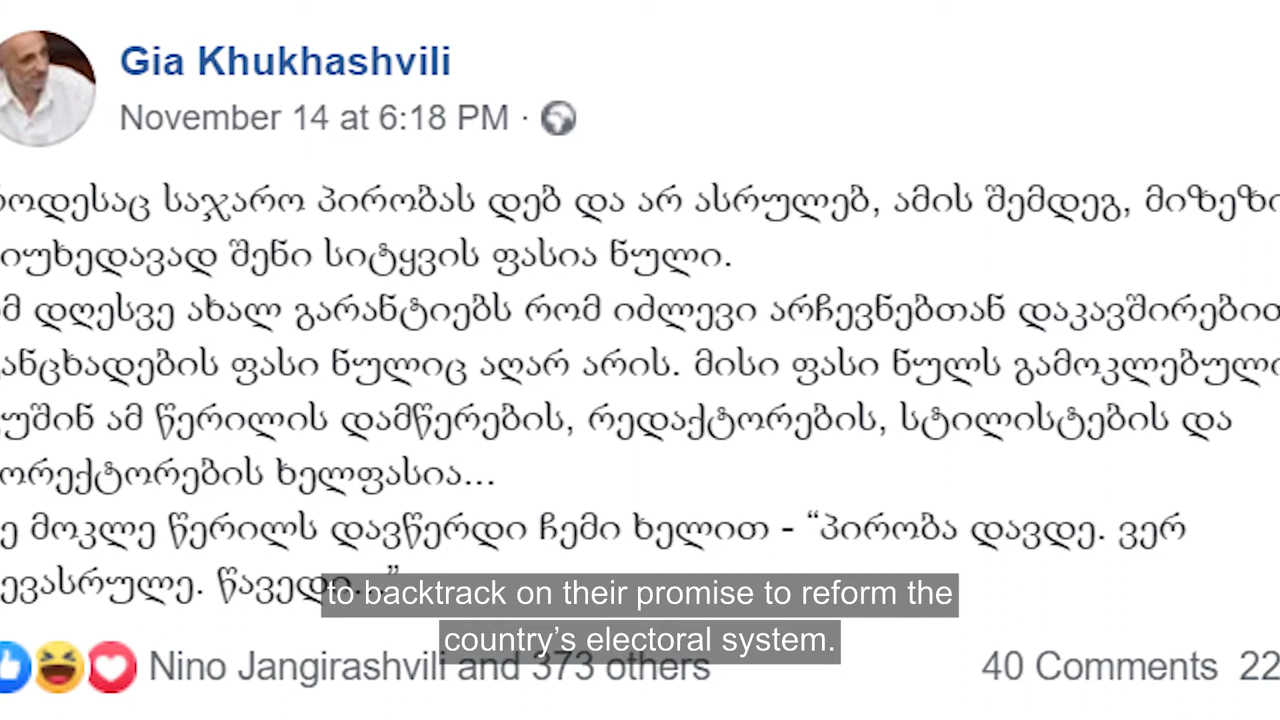 Gia Khukhashvili
November 14 at 6:18 PM ·
როდესაც საჯარო პირობას დებ და არ ასრულებ, ამის შემდეგ, მიზეზი
იუხედავად შენი სიტყვის ფასია ნული.
მ დღესვე ახალ გარანტიებს რომ იძლევი არჩევნებთან დაკავშირებით
ანცხადების ფასი ნულიც აღარ არის. მისი ფასი ნულს გამოკლებული
უშინ ამ წერილის დამწერების, რედაქტორების, სტილისტების და
ორექტორების ხელფასია...
ე მოკლე წერილს დავწერდი ჩემი ხელით - “პირობა დავდე. ვერ
ევასრულე. წავედი...”
to backtrack on their promise to reform the
country’s electoral system.
Nino Jangirashvili and 373 others 40 Comments 22